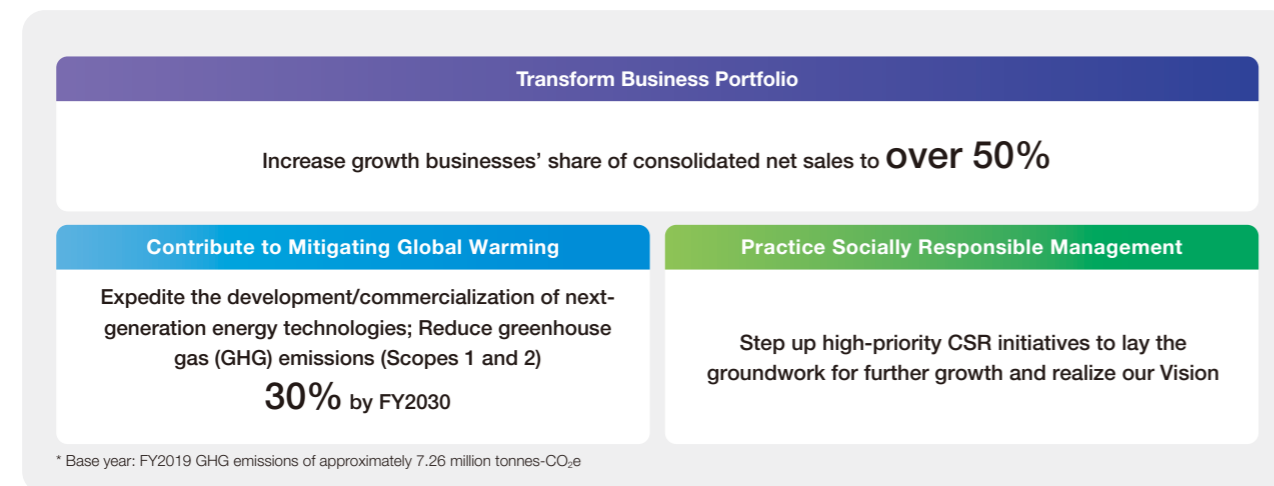 Transform Business Portfolio
Increase growth businesses’ share of consolidated net sales to over 50%
Contribute to Mitigating Global Warming
Expedite the development/commercialization of next-
generation energy technologies; Reduce greenhouse
gas (GHG) emissions (Scopes 1 and 2)
30% by FY2030
Practice Socially Responsible Management
Step up high-priority CSR initiatives to lay the
groundwork for further growth and realize our Vision
* Base year: FY2019 GHG emissions of approximately 7.26 million tonnes-CO₂e